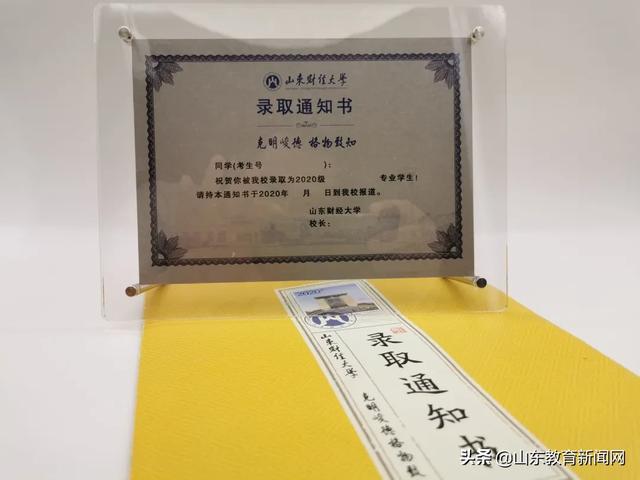 山东财经大学
录取通知书
克明峻德 格物致知
同学(考生号 ):
祝贺你被我校录取为2020级 专业学生!
请持本通知书于2020年 月 日到我校报道。
山东财经大学
校长:
2020
山东财经大学
克明峻德格物致
录取通知书
头条 @山东教育新闻网